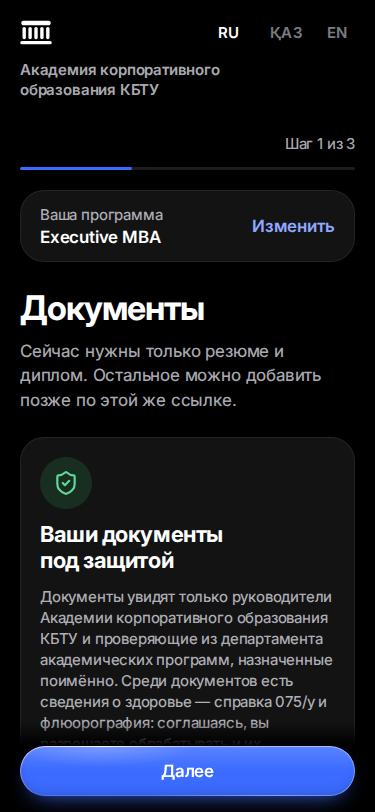 RU ҚАЗ EN
Академия корпоративного
образования КБТУ
Шаг 1 из 3
Ваша программа
Executive MBA
Изменить
Документы
Сейчас нужны только резюме и
диплом. Остальное можно добавить
позже по этой же ссылке.
Ваши документы
под защитой
Документы увидят только руководители
Академии корпоративного образования
КБТУ и проверяющие из департамента
академических программ, назначенные
поимённо. Среди документов есть
сведения о здоровье — справка 075/у и
флюорография: соглашаясь, вы
Далее